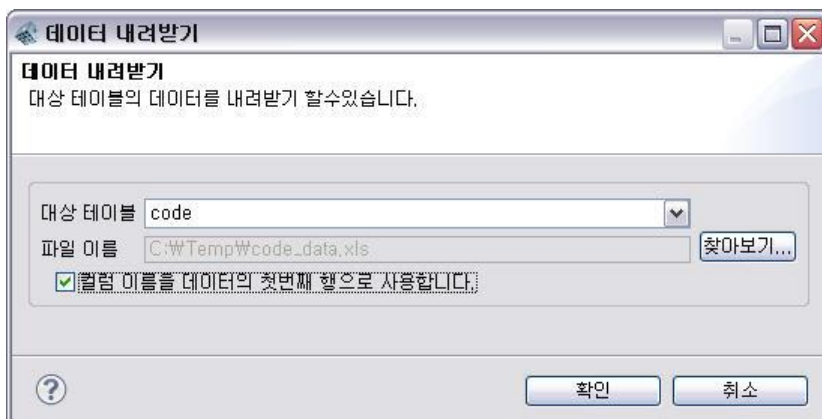 데이터 내려받기
데이터 내려받기
대상 테이블의 데이터를 내려받기 할수있습니다.
대상 테이블 code
파일 이름 C:₩Temp₩code_data.xls 찾아보기...
컬럼 이름을 데이터의 첫번째 행으로 사용합니다.
? 확인 취소